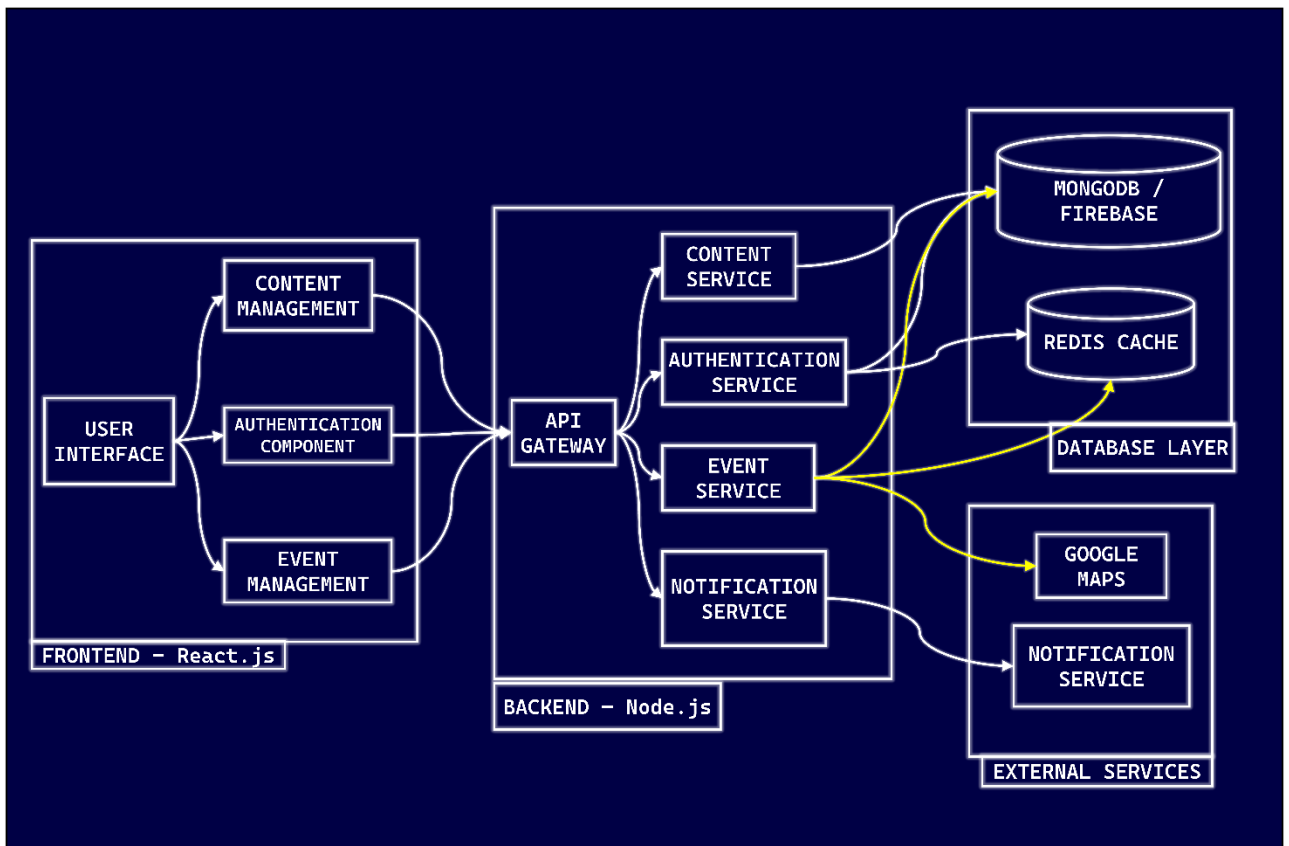 USER
INTERFACE
CONTENT
MANAGEMENT
AUTHENTICATION
COMPONENT
EVENT
MANAGEMENT
FRONTEND - React.js
API
GATEWAY
CONTENT
SERVICE
AUTHENTICATION
SERVICE
EVENT
SERVICE
NOTIFICATION
SERVICE
BACKEND - Node.js
MONGODB /
FIREBASE
REDIS CACHE
DATABASE LAYER
GOOGLE
MAPS
NOTIFICATION
SERVICE
EXTERNAL SERVICES